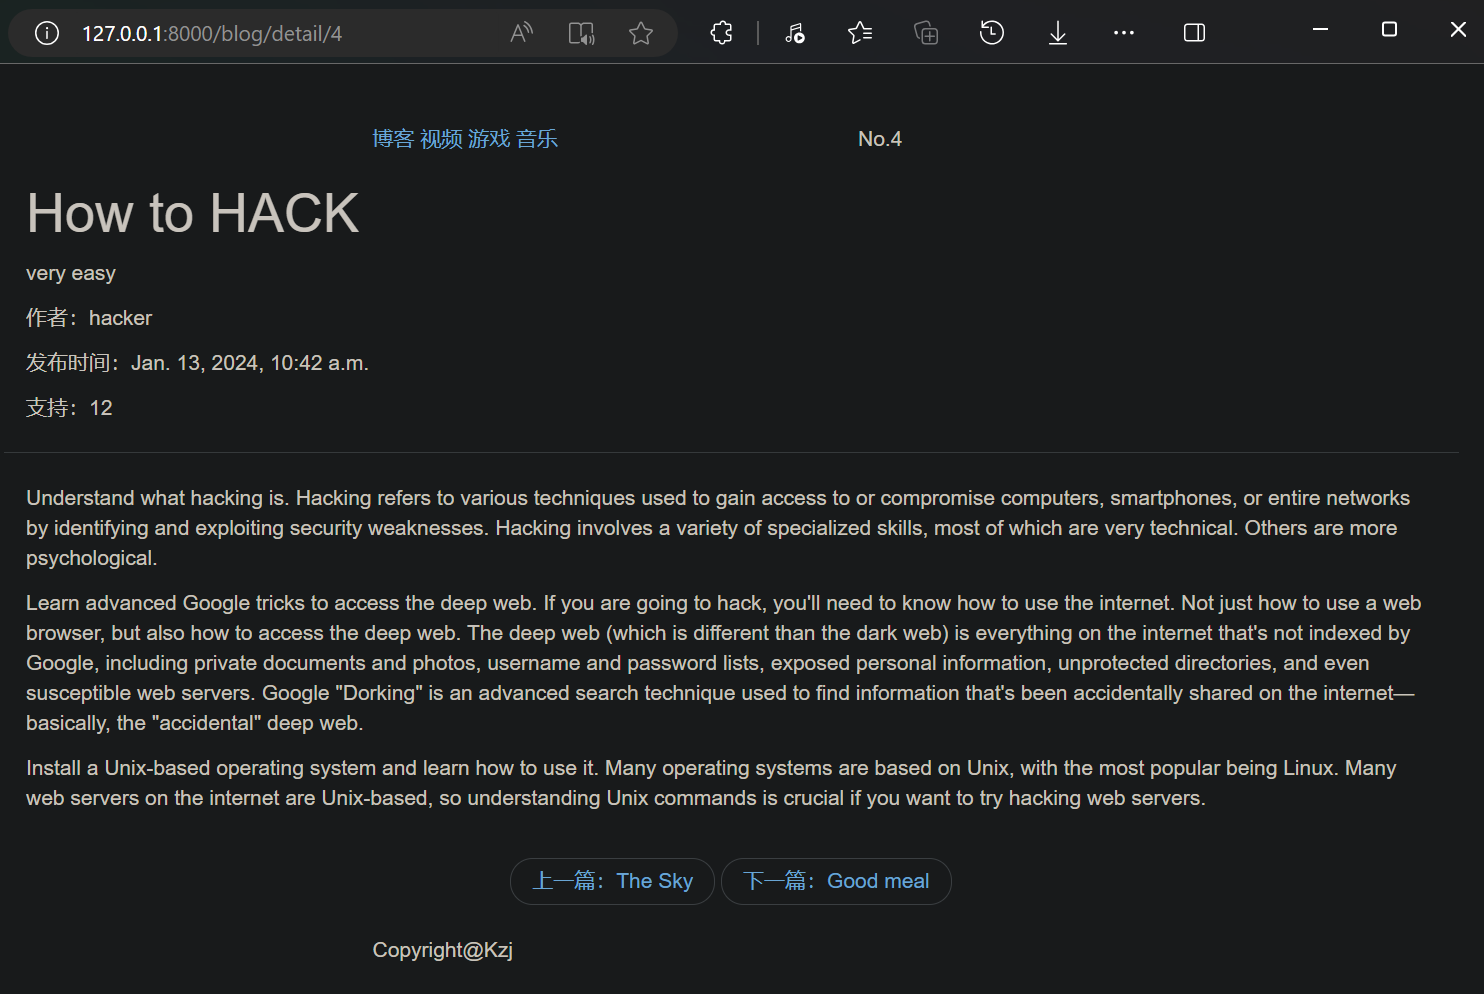 127.0.0.1:8000/blog/detail/4
博客 视频 游戏 音乐 No.4
How to HACK
very easy
作者：hacker
发布时间：Jan. 13, 2024, 10:42 a.m.
支持：12
Understand what hacking is. Hacking refers to various techniques used to gain access to or compromise computers, smartphones, or entire networks
by identifying and exploiting security weaknesses. Hacking involves a variety of specialized skills, most of which are very technical. Others are more
psychological.
Learn advanced Google tricks to access the deep web. If you are going to hack, you'll need to know how to use the internet. Not just how to use a web
browser, but also how to access the deep web. The deep web (which is different than the dark web) is everything on the internet that's not indexed by
Google, including private documents and photos, username and password lists, exposed personal information, unprotected directories, and even
susceptible web servers. Google "Dorking" is an advanced search technique used to find information that's been accidentally shared on the internet—
basically, the "accidental" deep web.
Install a Unix-based operating system and learn how to use it. Many operating systems are based on Unix, with the most popular being Linux. Many
web servers on the internet are Unix-based, so understanding Unix commands is crucial if you want to try hacking web servers.
上一篇：The Sky 下一篇：Good meal
Copyright@Kzj